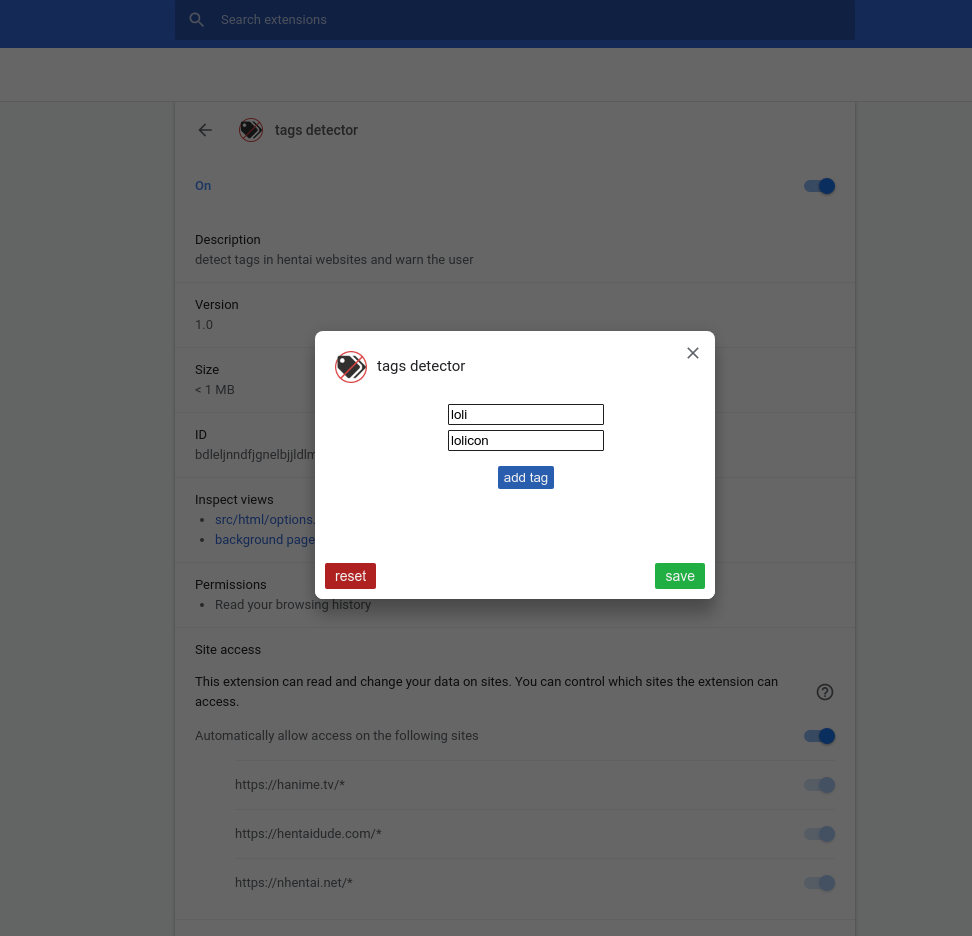 Search extensions
tags detector
On
Description
detect tags in hentai websites and warn the user
Version
1.0
Size
< 1 MB
ID
Inspect views
src/html/options.
background page
Permissions
Read your browsing history
Site access
This extension can read and change your data on sites. You can control which sites the extension can
access.
Automatically allow access on the following sites
https://hanime.tv/*
https://hentaidude.com/*
https://nhentai.net/*
tags detector
loli
lolicon
add tag
reset
save